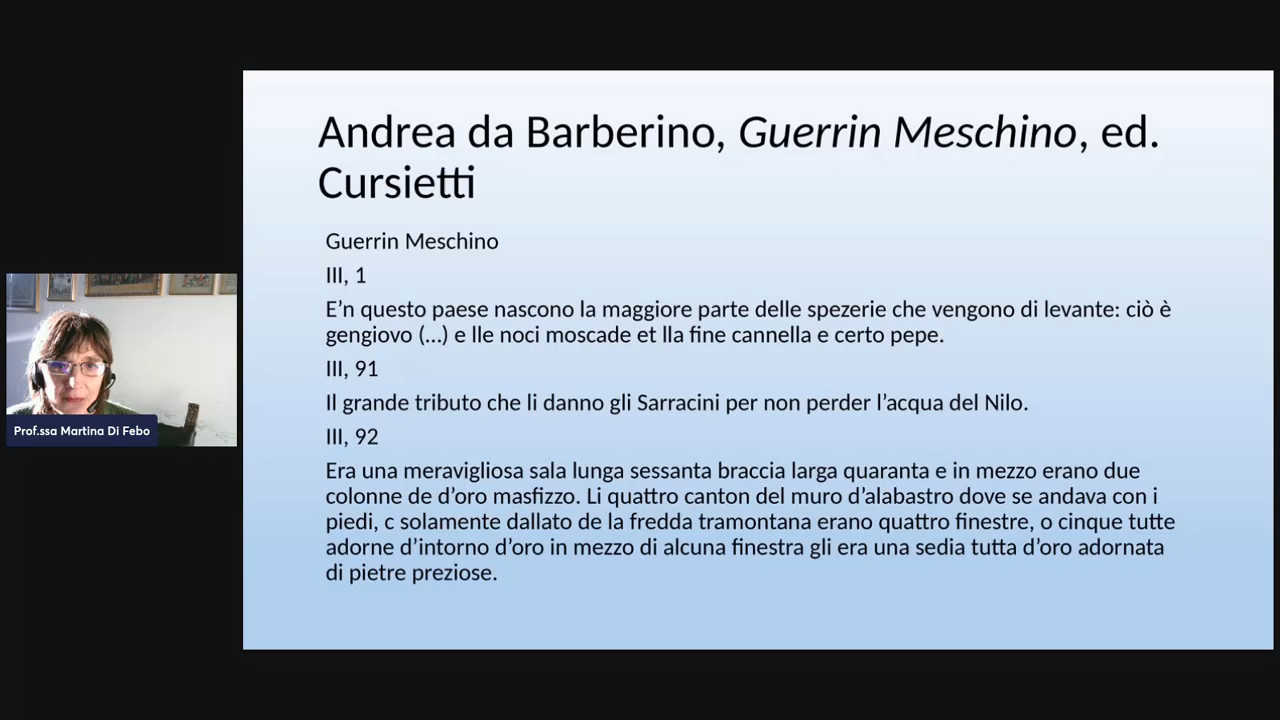 Andrea da Barberino, Guerrin Meschino, ed.
Cursietti
Guerrin Meschino
III, 1
E’n questo paese nascono la maggiore parte delle spezerie che vengono di levante: ciò è
gengiovo (...) e lle noci moscade et lla fine cannella e certo pepe.
III, 91
Il grande tributo che li danno gli Sarracini per non perder l’acqua del Nilo.
III, 92
Era una meravigliosa sala lunga sessanta braccia larga quaranta e in mezzo erano due
colonne de d’oro masfizzo. Li quattro canton del muro d’alabastro dove se andava con i
piedi, c solamente dallato de la fredda tramontana erano quattro finestre, o cinque tutte
adorne d’intorno d’oro in mezzo di alcuna finestra gli era una sedia tutta d’oro adornata
di pietre preziose.
Prof.ssa Martina Di Febo